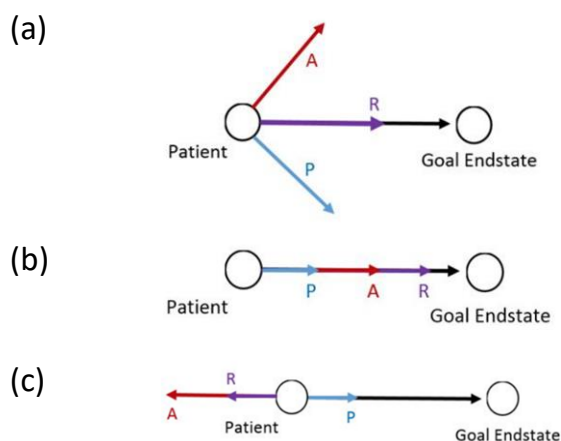 (a)
A
R
Patient
Goal Endstate
P
(b)
P
A
R
Patient
Goal Endstate
(c)
R
A
Patient
P
Goal Endstate